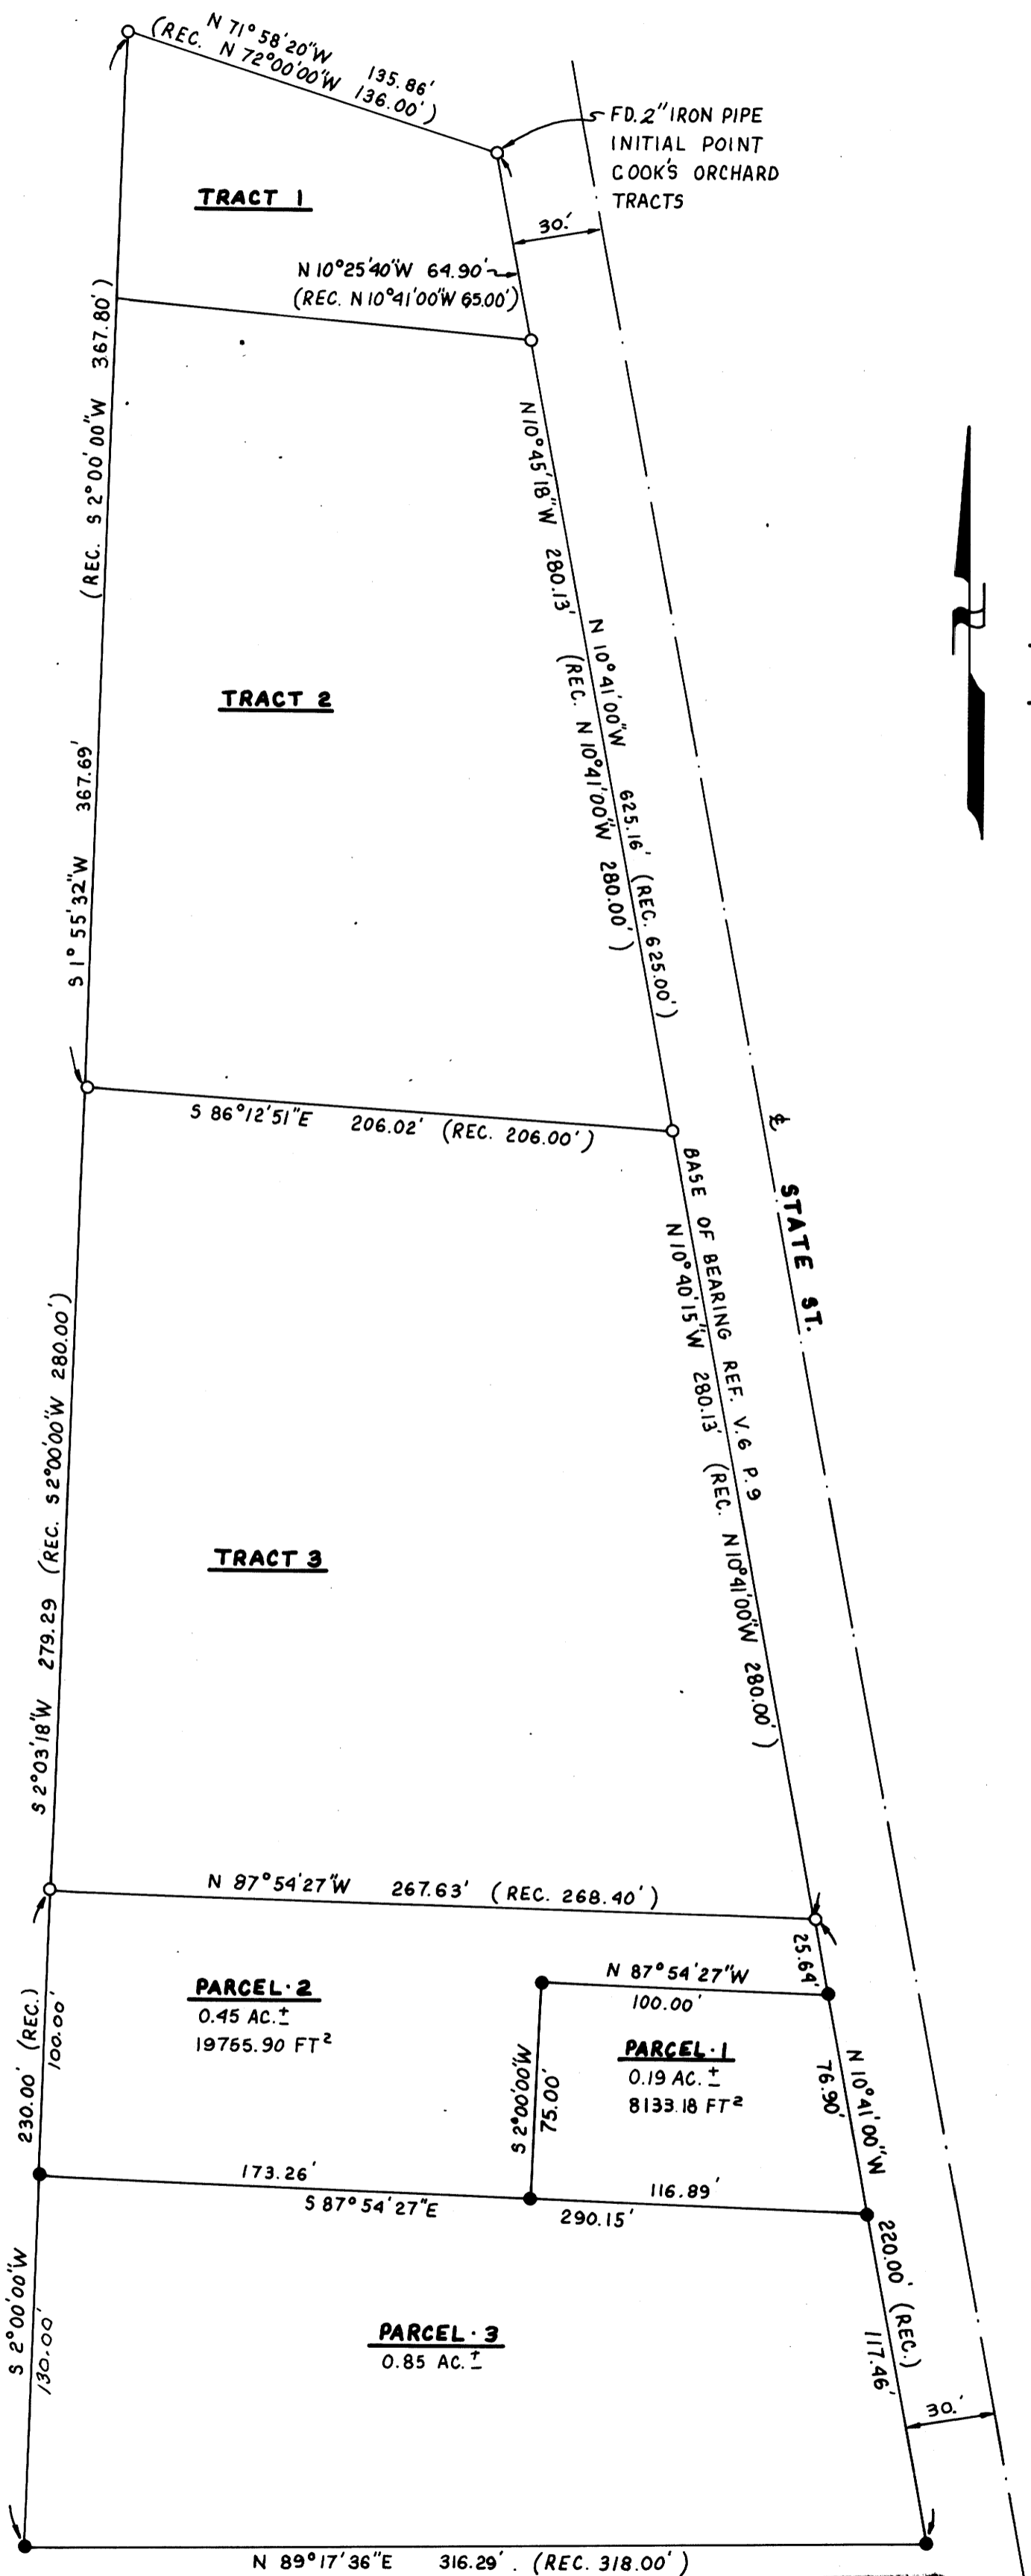 N 71°58'20"W 135.86'
(REC. N 72°00'00"W 136.00')
FD. 2" IRON PIPE
INITIAL POINT
COOK'S ORCHARD
TRACTS
TRACT 1
30.'
N 10°25'40"W 64.90'
(REC. N 10°41'00"W 65.00')
(REC. S 2°00'00"W 367.80')
S 1°55'32"W 367.69'
N 10°45'18"W 280.13'
(REC. N 10°41'00"W 280.00')
N 10°41'00"W 625.16' (REC. 625.00')
TRACT 2
S 86°12'51"E 206.02' (REC. 206.00')
℄ STATE ST.
BASE OF BEARING REF. V.6 P.9
N 10°40'15"W 280.13' (REC. N 10°41'00"W 280.00')
S 2°03'18"W 279.29 (REC. S 2°00'00"W 280.00')
TRACT 3
N 87°54'27"W 267.63' (REC. 268.40')
25.64'
PARCEL·2
0.45 AC.±
19765.90 FT²
N 87°54'27"W
100.00'
PARCEL·1
0.19 AC.±
8133.18 FT²
S 2°00'00"W
75.00'
230.00' (REC.)
100.00'
N 10°41'00"W 220.00' (REC.)
76.90'
173.26'
S 87°54'27"E
116.89'
290.15'
S 2°00'00"W
130.00'
PARCEL·3
0.85 AC.±
117.46'
30.'
N 89°17'36"E 316.29'. (REC. 318.00')